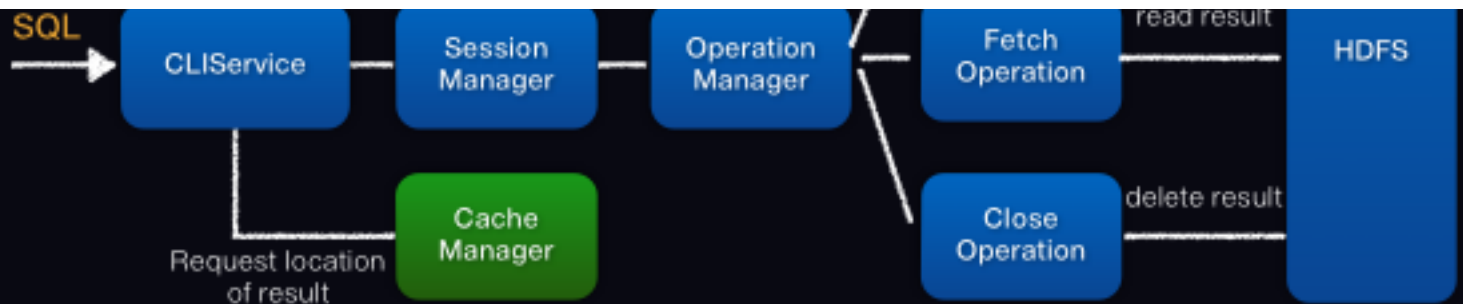 SQL
CLIService
Session
Manager
Operation
Manager
Fetch
Operation
read result
HDFS
Cache
Manager
Close
Operation
delete result
Request location
of result